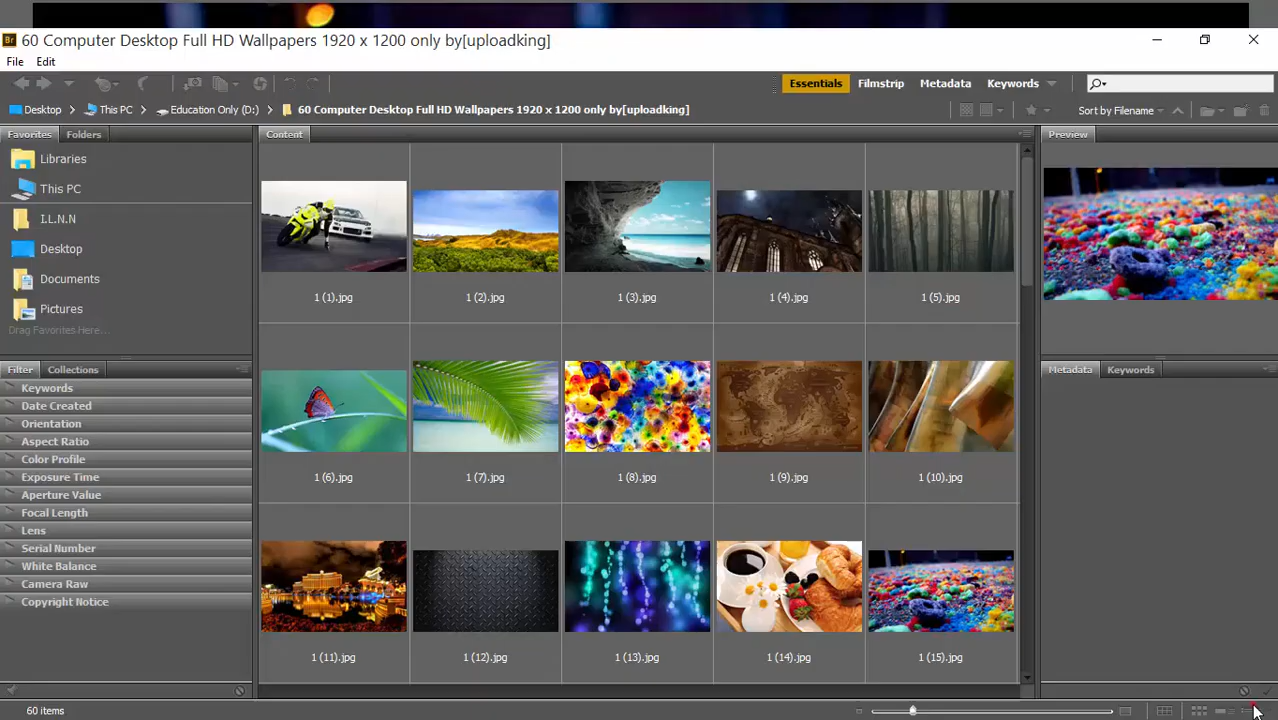 Br 60 Computer Desktop Full HD Wallpapers 1920 x 1200 only by[uploadking]
File Edit
Essentials Filmstrip Metadata Keywords
Desktop This PC Education Only (D:) 60 Computer Desktop Full HD Wallpapers 1920 x 1200 only by[uploadking] Sort by Filename
Favorites Folders Content Preview
Libraries
This PC
I.L.N.N
Desktop
Documents
Pictures
Drag Favorites Here...
1 (1).jpg 1 (2).jpg 1 (3).jpg 1 (4).jpg 1 (5).jpg
Filter Collections Metadata Keywords
Keywords
Date Created
Orientation
Aspect Ratio
Color Profile
Exposure Time
Aperture Value
Focal Length
Lens
Serial Number
White Balance
Camera Raw
Copyright Notice
1 (6).jpg 1 (7).jpg 1 (8).jpg 1 (9).jpg 1 (10).jpg
1 (11).jpg 1 (12).jpg 1 (13).jpg 1 (14).jpg 1 (15).jpg
60 items